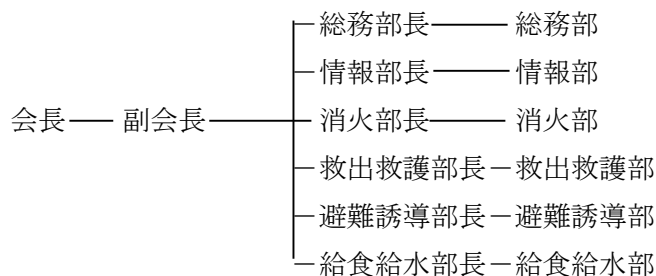 総務部長 総務部
情報部長 情報部
会長 副会長 消火部長 消火部
救出救護部長 救出救護部
避難誘導部長 避難誘導部
給食給水部長 給食給水部